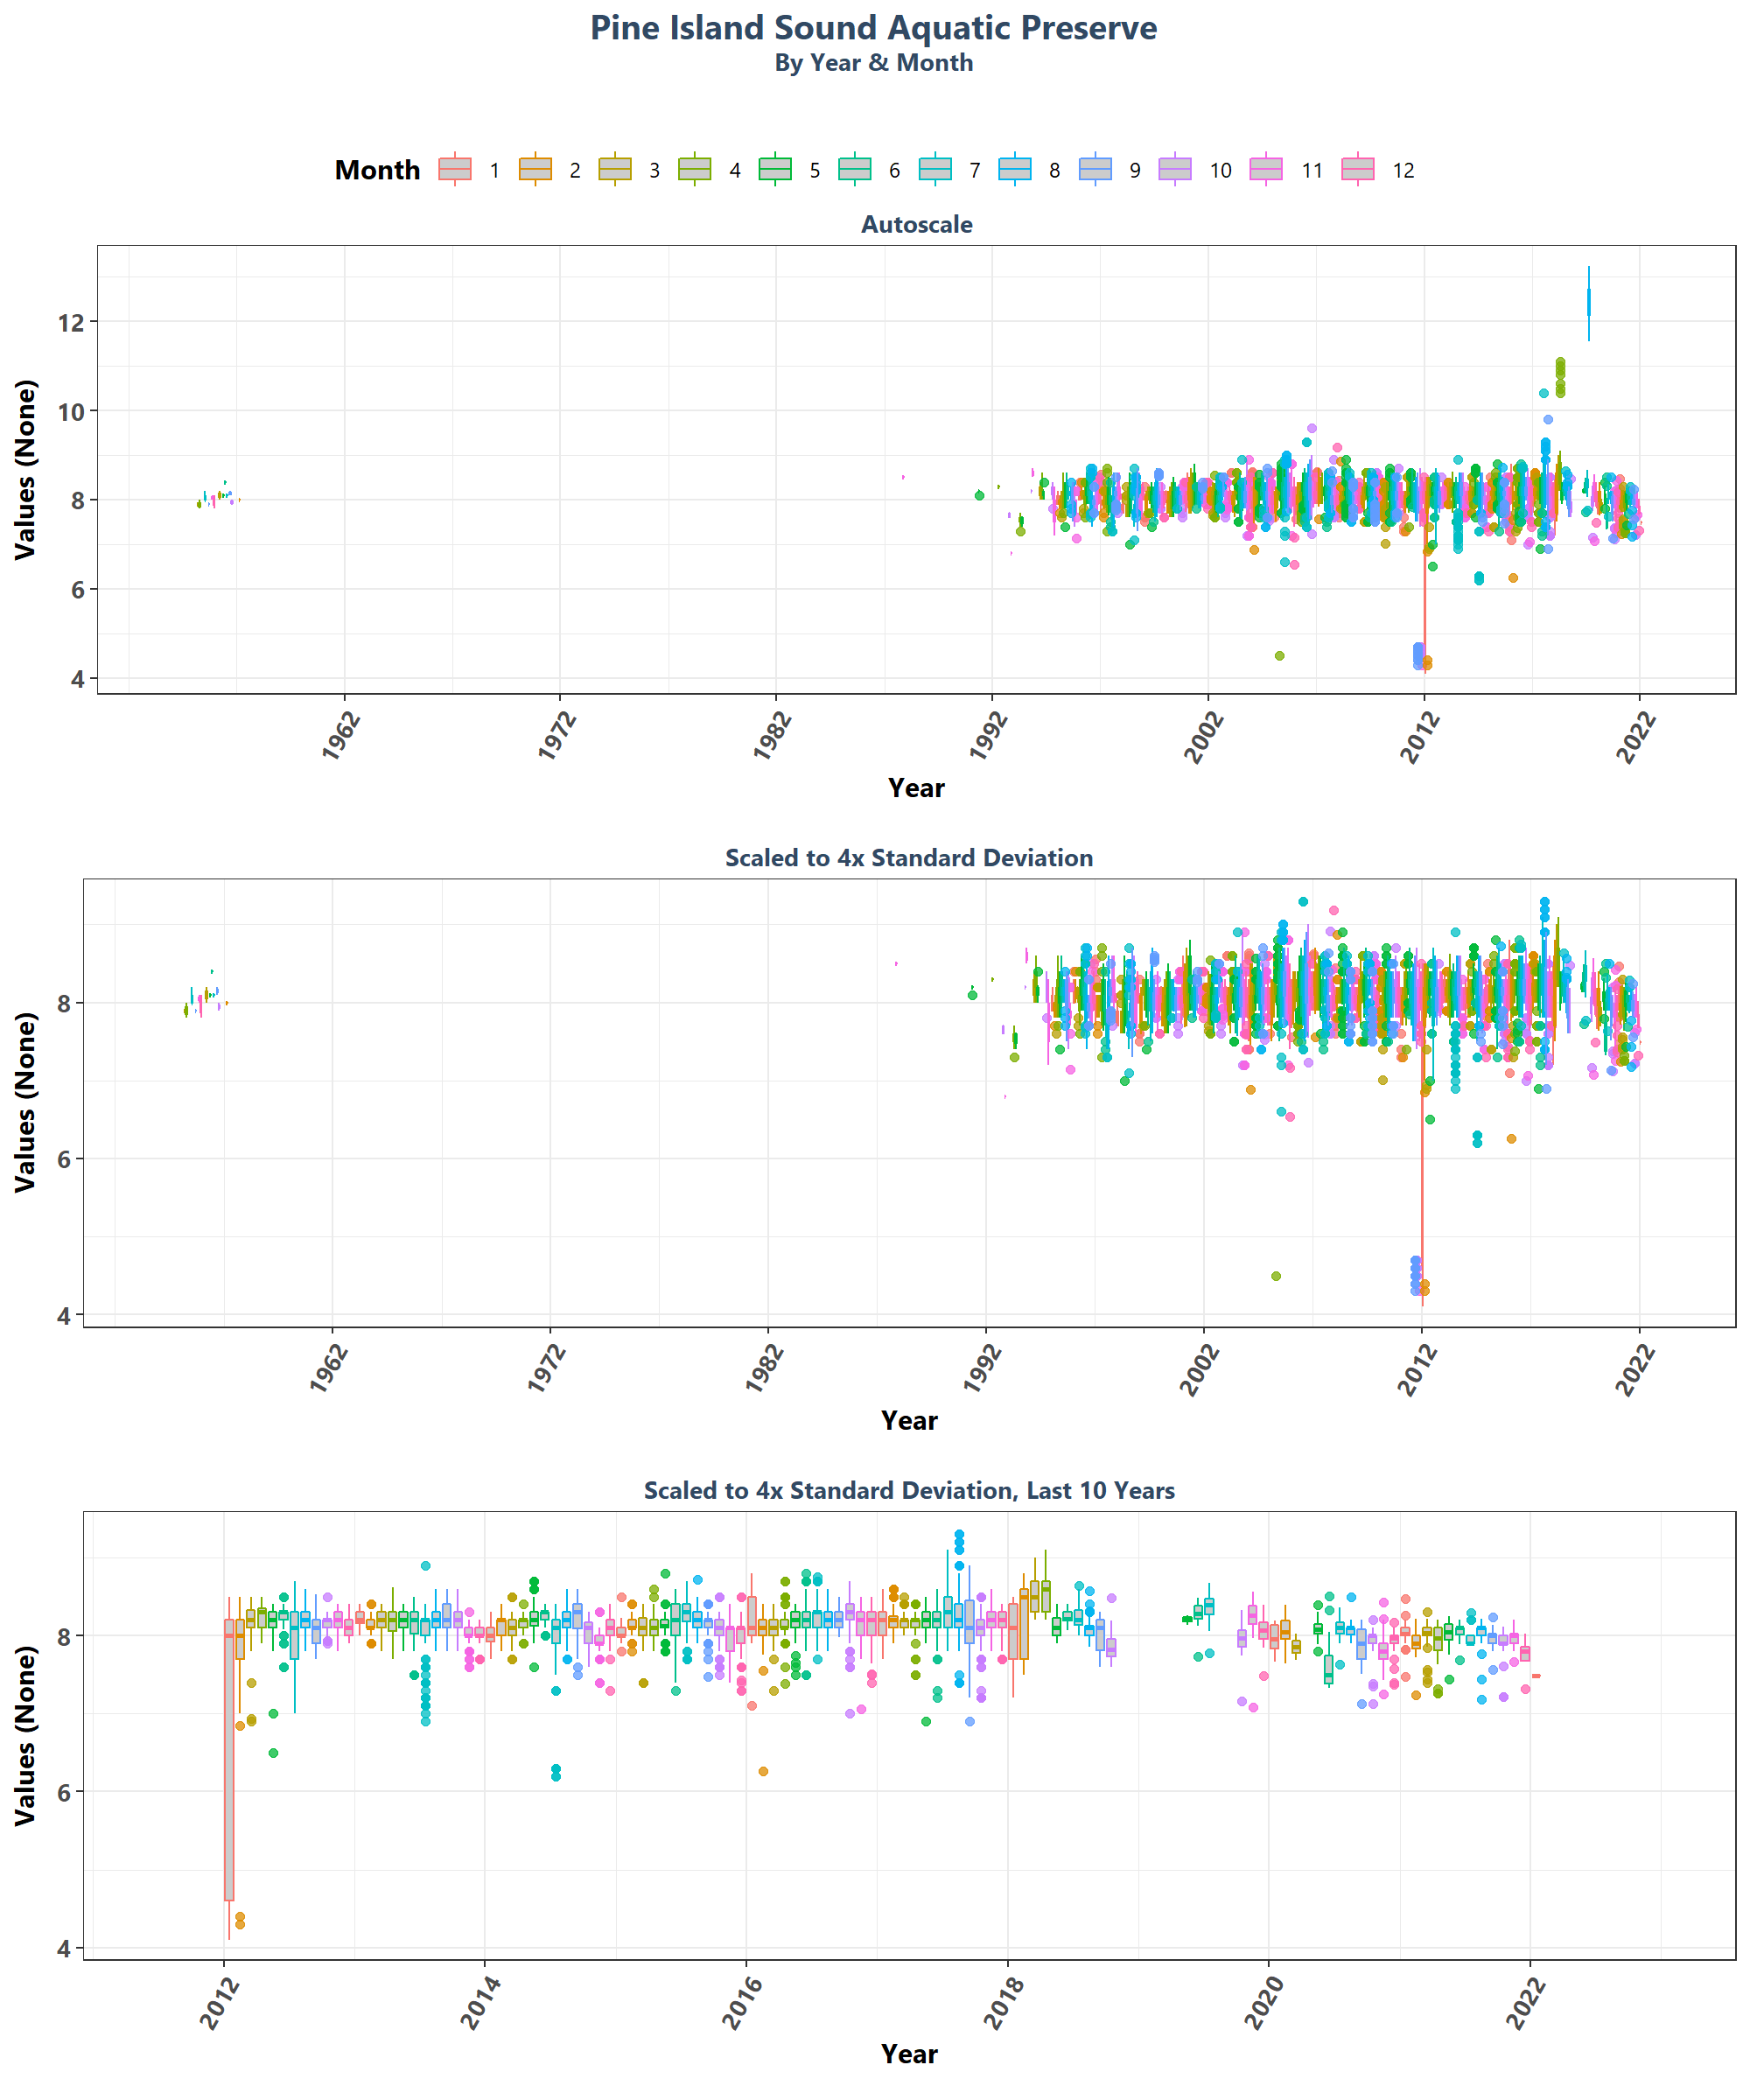 Pine Island Sound Aquatic Preserve
By Year & Month
Month 1 2 3 4 5 6 7 8 9 10 11 12
Autoscale
Values (None)
12
10
8
6
4
1962 1972 1982 1992 2002 2012 2022
Year
Scaled to 4x Standard Deviation
Values (None)
8
6
4
1962 1972 1982 1992 2002 2012 2022
Year
Scaled to 4x Standard Deviation, Last 10 Years
Values (None)
8
6
4
2012 2014 2016 2018 2020 2022
Year